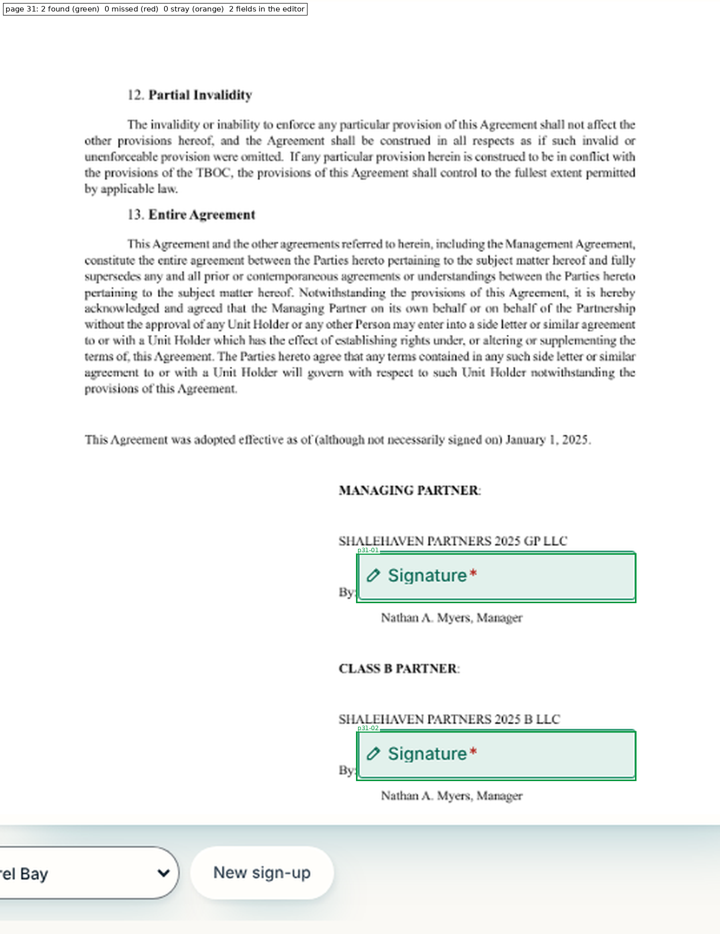 page 31: 2 found (green) 0 missed (red) 0 stray (orange) 2 fields in the editor
12. Partial Invalidity
The invalidity or inability to enforce any particular provision of this Agreement shall not affect the
other provisions hereof, and the Agreement shall be construed in all respects as if such invalid or
unenforceable provision were omitted. If any particular provision herein is construed to be in conflict with
the provisions of the TBOC, the provisions of this Agreement shall control to the fullest extent permitted
by applicable law.
13. Entire Agreement
This Agreement and the other agreements referred to herein, including the Management Agreement,
constitute the entire agreement between the Parties hereto pertaining to the subject matter hereof and fully
supersedes any and all prior or contemporaneous agreements or understandings between the Parties hereto
pertaining to the subject matter hereof. Notwithstanding the provisions of this Agreement, it is hereby
acknowledged and agreed that the Managing Partner on its own behalf or on behalf of the Partnership
without the approval of any Unit Holder or any other Person may enter into a side letter or similar agreement
to or with a Unit Holder which has the effect of establishing rights under, or altering or supplementing the
terms of, this Agreement. The Parties hereto agree that any terms contained in any such side letter or similar
agreement to or with a Unit Holder will govern with respect to such Unit Holder notwithstanding the
provisions of this Agreement.
This Agreement was adopted effective as of (although not necessarily signed on) January 1, 2025.
MANAGING PARTNER:
SHALEHAVEN PARTNERS 2025 GP LLC
p31-01
Signature*
By:
Nathan A. Myers, Manager
CLASS B PARTNER:
SHALEHAVEN PARTNERS 2025 B LLC
p31-02
Signature*
By:
Nathan A. Myers, Manager
rel Bay
New sign-up